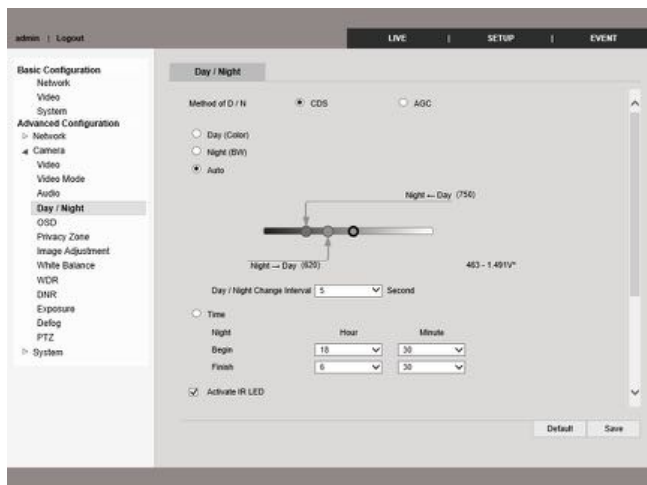 admin | Logout
LIVE | SETUP | EVENT
Basic Configuration
Network
Video
System
Advanced Configuration
Network
Camera
Video
Video Mode
Audio
Day / Night
OSD
Privacy Zone
Image Adjustment
White Balance
WDR
DNR
Exposure
Defog
PTZ
System
Day / Night
Method of D / N CDS AGC
Day (Color)
Night (BW)
Auto
Night ← Day (750)
Night → Day (620) 463 - 1.491V*
Day / Night Change Interval 5 Second
Time
Night Hour Minute
Begin 18 30
Finish 6 30
Activate IR LED
Default Save